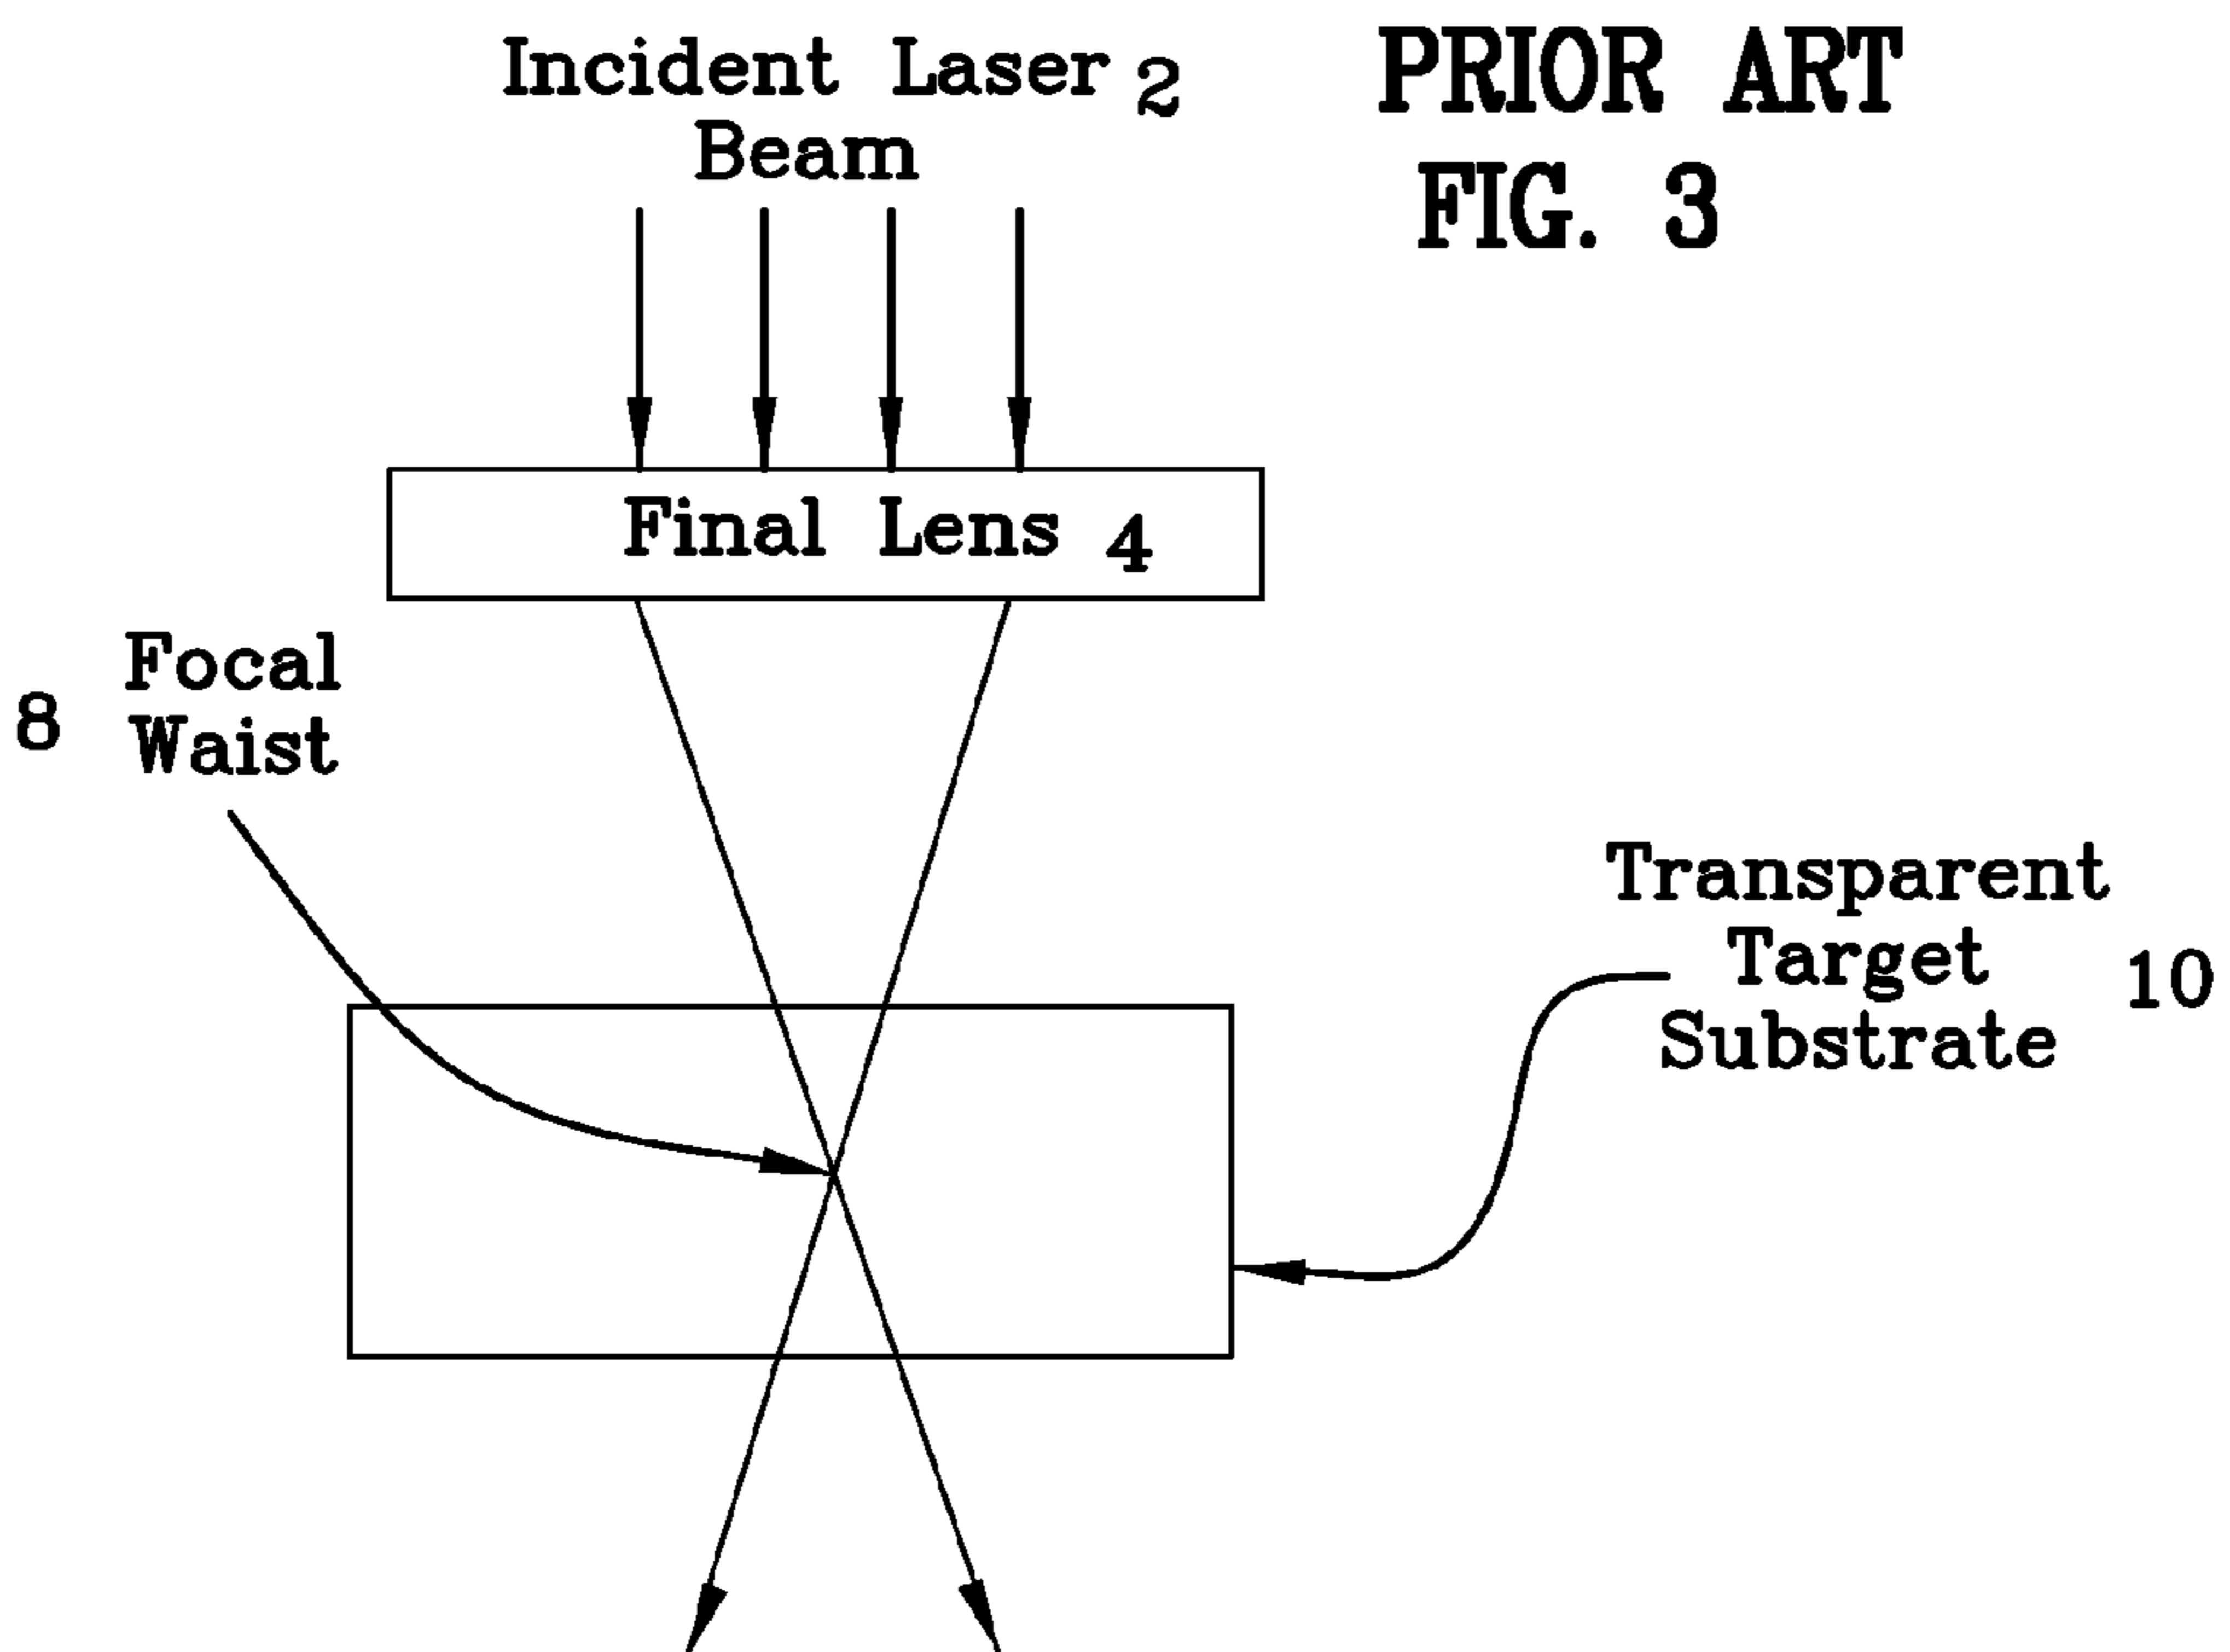 Incident Laser 2
Beam
PRIOR ART
FIG. 3
Final Lens 4
8 Focal
Waist
Transparent
Target
Substrate
10